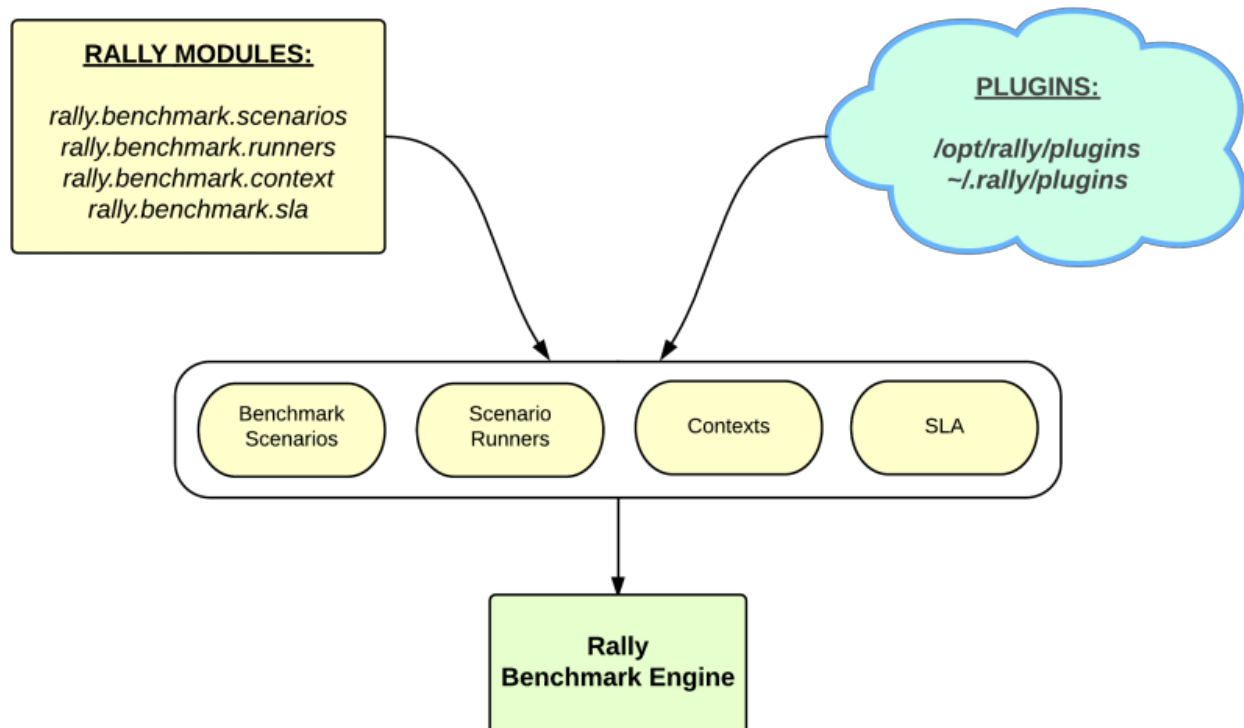 RALLY MODULES:
rally.benchmark.scenarios
rally.benchmark.runners
rally.benchmark.context
rally.benchmark.sla
PLUGINS:
/opt/rally/plugins
~/.rally/plugins
Benchmark
Scenarios
Scenario
Runners
Contexts
SLA
Rally
Benchmark Engine